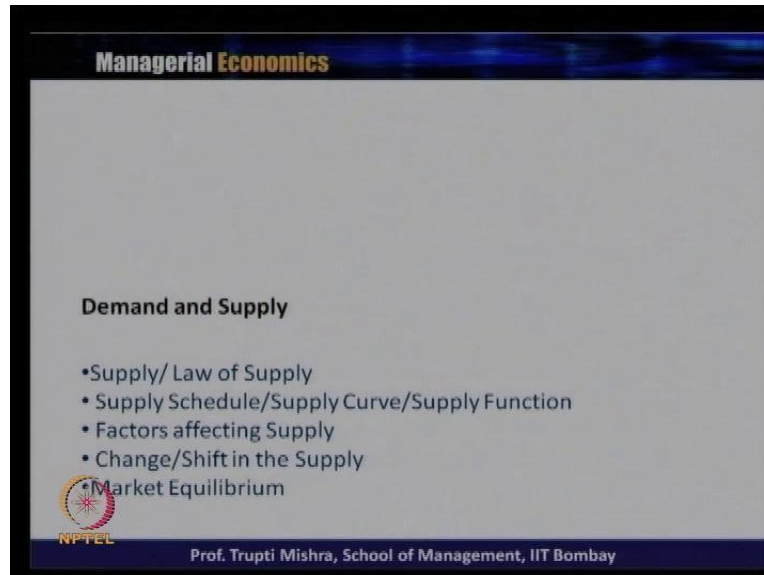 Managerial Economics
Demand and Supply
•Supply/ Law of Supply
• Supply Schedule/Supply Curve/Supply Function
• Factors affecting Supply
• Change/Shift in the Supply
•Market Equilibrium
NPTEL
Prof. Trupti Mishra, School of Management, IIT Bombay